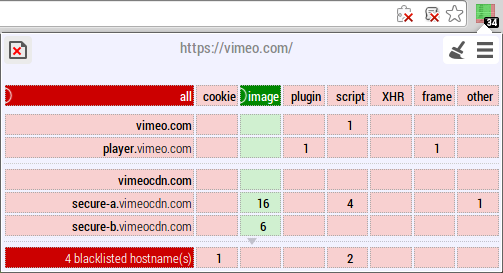 34
https://vimeo.com/
all cookie image plugin script XHR frame other
vimeo.com 1
player.vimeo.com 1 1
vimeocdn.com
secure-a.vimeocdn.com 16 4 1
secure-b.vimeocdn.com 6
4 blacklisted hostname(s) 1 2